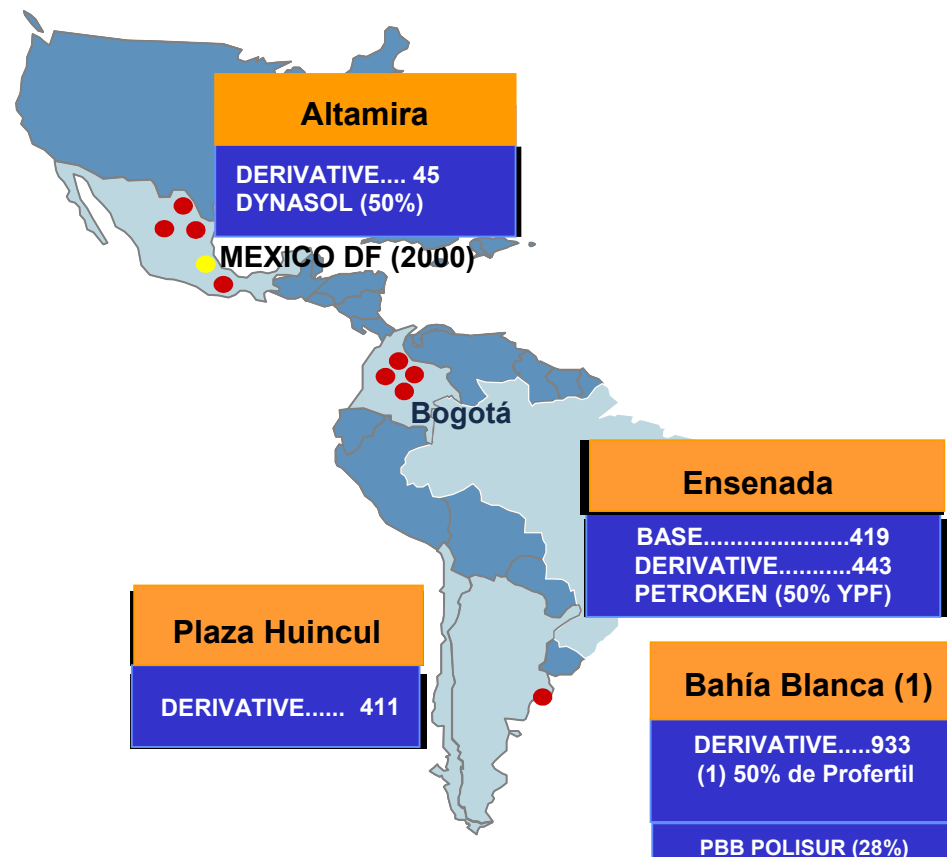 Altamira
DERIVATIVE.... 45
DYNASOL (50%)
MEXICO DF (2000)
Bogotá
Ensenada
BASE......................419
DERIVATIVE...........443
PETROKEN (50% YPF)
Plaza Huincul
DERIVATIVE...... 411
Bahía Blanca (1)
DERIVATIVE.....933
(1) 50% de Profertil
PBB POLISUR (28%)